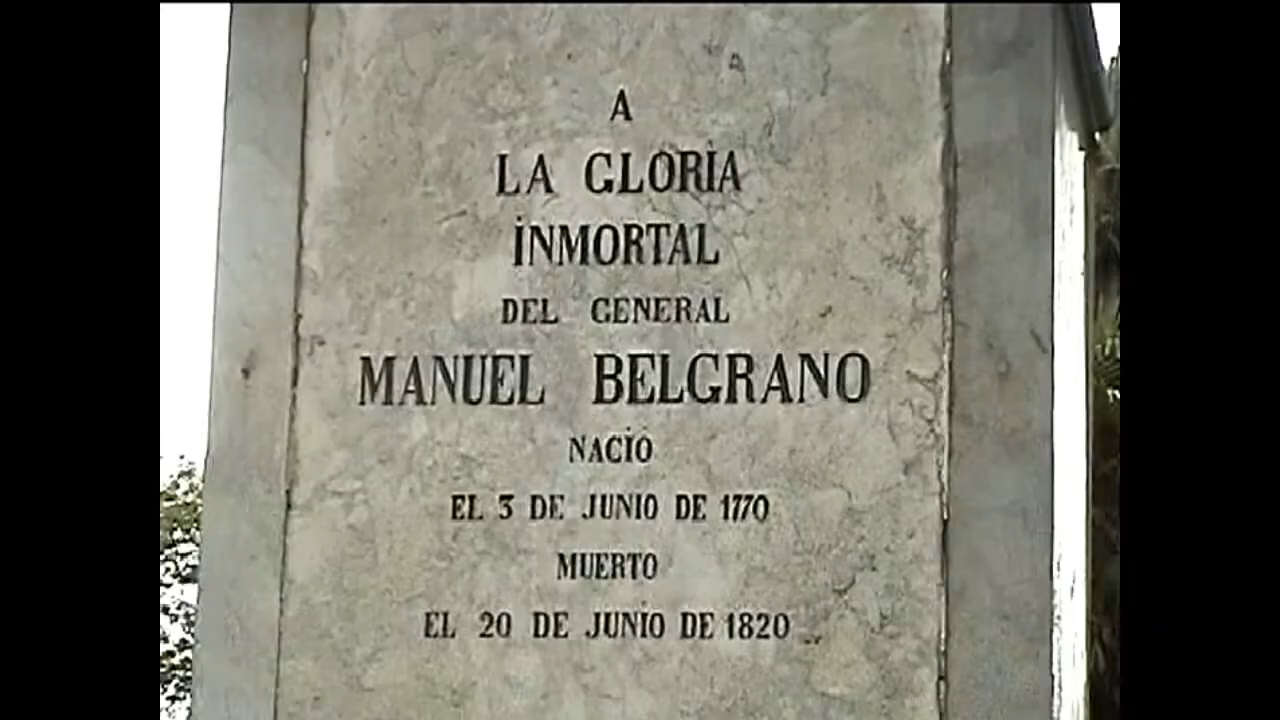 A
LA GLORIA
INMORTAL
DEL GENERAL
MANUEL BELGRANO
NACIO
EL 3 DE JUNIO DE 1770
MUERTO
EL 20 DE JUNIO DE 1820